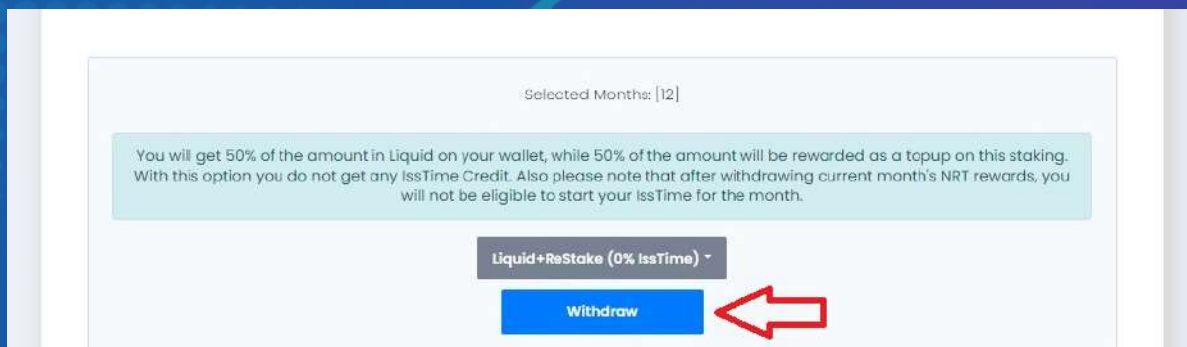 Selected Months: [12]
You will get 50% of the amount in Liquid on your wallet, while 50% of the amount will be rewarded as a topup on this staking.
With this option you do not get any IssTime Credit. Also please note that after withdrawing current month's NRT rewards, you
will not be eligible to start your IssTime for the month.
Liquid+ReStake (0% IssTime)
Withdraw